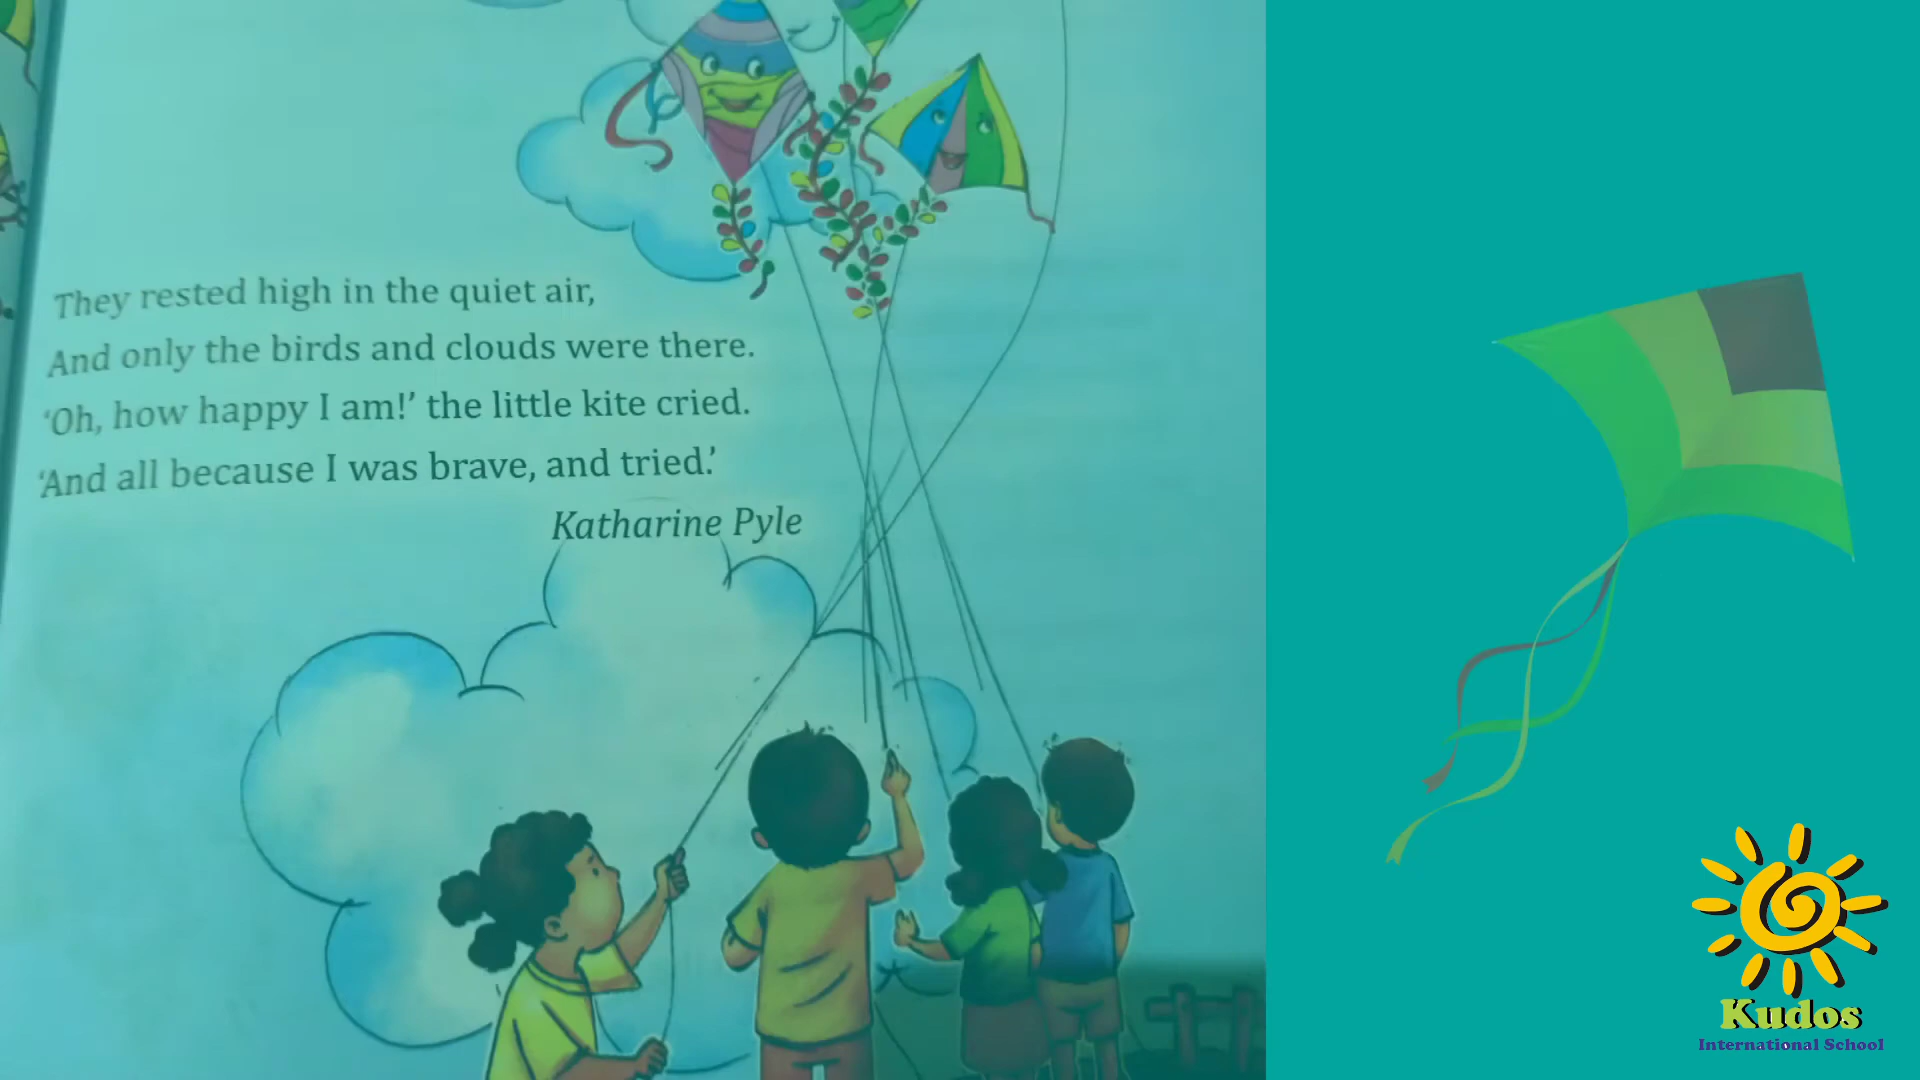 They rested high in the quiet air,
And only the birds and clouds were there.
‘Oh, how happy I am!’ the little kite cried.
‘And all because I was brave, and tried.’
Katharine Pyle
Kudos
International School